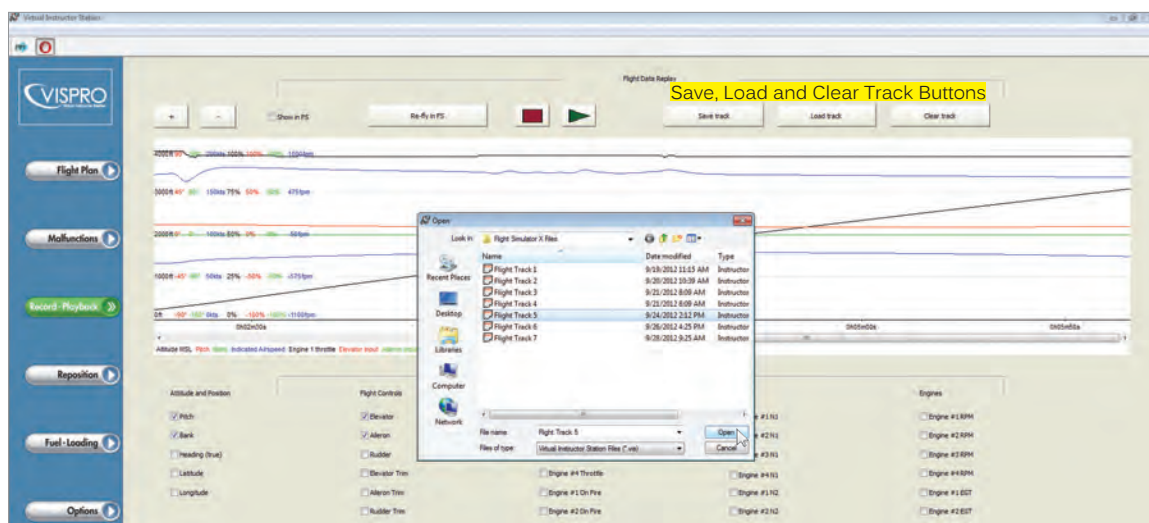 Virtual Instructor Station
VISPRO
Flight Data Replay
Save, Load and Clear Track Buttons
+ - Show in FS Re-fly in FS Save track Load track Clear track
Flight Plan
Malfunctions
Record - Playback
Reposition
Fuel - Loading
Options
Open
Look in: Flight Simulator X Files
Name Date modified Type
Recent Places
Desktop
Libraries
Computer
Network
Flight Track 1 9/19/2012 11:15 AM Instructor
Flight Track 2 9/20/2012 10:39 AM Instructor
Flight Track 3 9/21/2012 8:09 AM Instructor
Flight Track 4 9/21/2012 8:09 AM Instructor
Flight Track 5 9/24/2012 2:12 PM Instructor
Flight Track 6 9/26/2012 4:25 PM Instructor
Flight Track 7 9/28/2012 9:25 AM Instructor
File name: Flight Track 5 Open
Files of type: Virtual Instructor Station Files (*.vis) Cancel
0h02m00s 0h05m00s
Altitude MSL Pitch Bank Indicated Airspeed Engine 1 throttle Elevator input
Attitude and Position Flight Controls Engines
Pitch Elevator #1 N1 Engine #1 RPM
Bank Aileron #2 N1 Engine #2 RPM
Heading (true) Rudder #3 N1 Engine #3 RPM
Latitude Elevator Trim Engine #4 Throttle Engine #4 N1 Engine #4 RPM
Longitude Aileron Trim Engine #1 On Fire Engine #1 N2 Engine #1 EGT
Rudder Trim Engine #2 On Fire Engine #2 N2 Engine #2 EGT